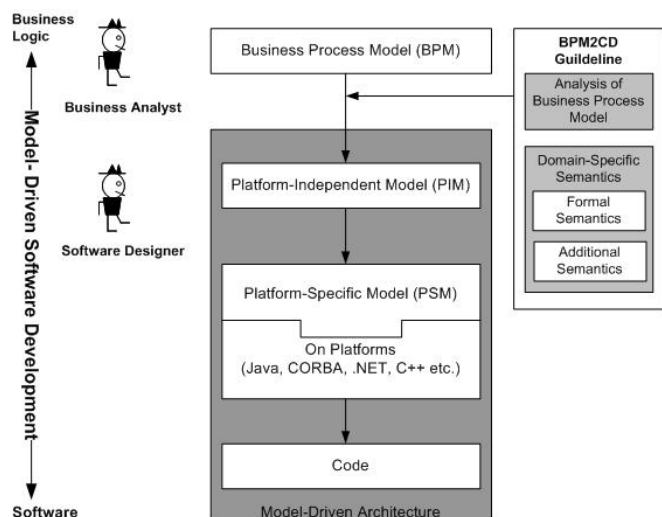 Business
Logic
Business Analyst
Model- Driven Software Development
Software Designer
Software
Business Process Model (BPM)
Platform-Independent Model (PIM)
Platform-Specific Model (PSM)
On Platforms
(Java, CORBA, .NET, C++ etc.)
Code
Model-Driven Architecture
BPM2CD
Guildeline
Analysis of
Business Process
Model
Domain-Specific
Semantics
Formal
Semantics
Additional
Semantics